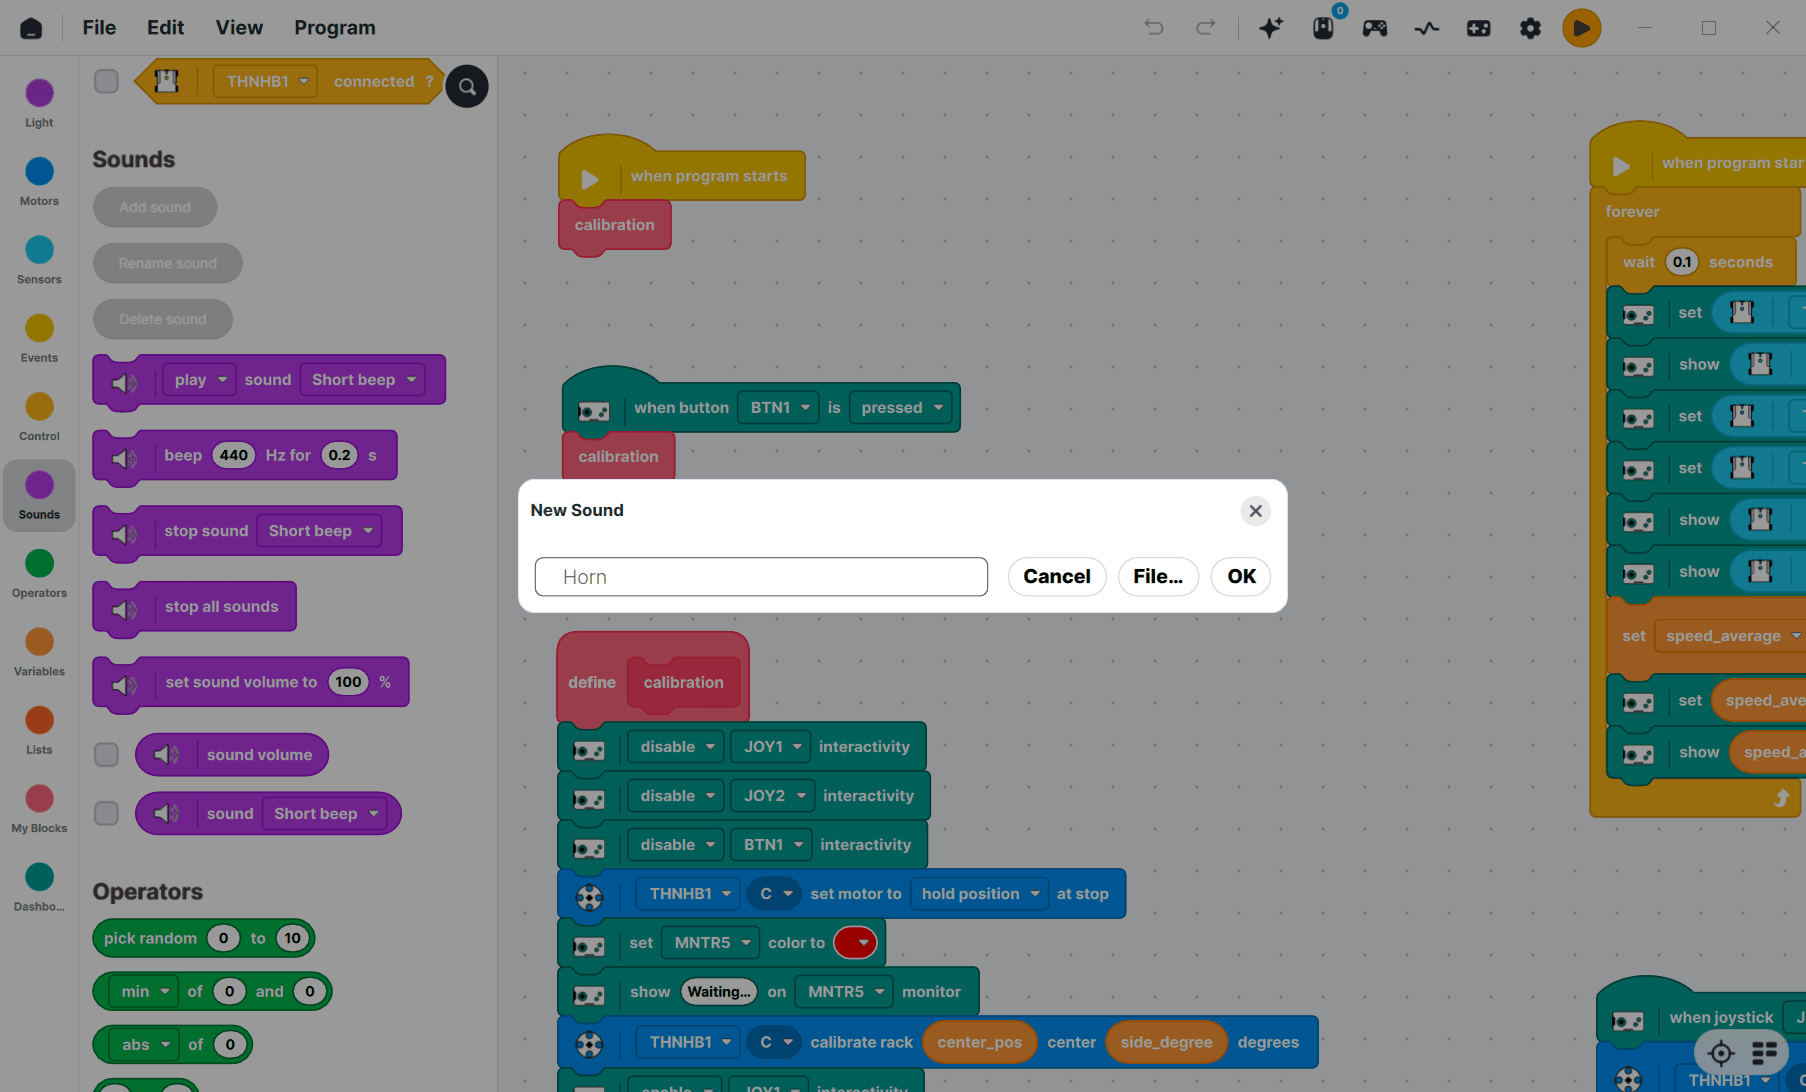 File Edit View Program
0
Light
Motors
Sensors
Events
Control
Sounds
Operators
Variables
Lists
My Blocks
Dashbo...
THNHB1 connected ?
Sounds
Add sound
Rename sound
Delete sound
play sound Short beep
beep 440 Hz for 0.2 s
stop sound Short beep
stop all sounds
set sound volume to 100 %
sound volume
sound Short beep
Operators
pick random 0 to 10
min of 0 and 0
abs of 0
when program starts
calibration
when button BTN1 is pressed
calibration
New Sound
Horn
Cancel File... OK
define calibration
disable JOY1 interactivity
disable JOY2 interactivity
disable BTN1 interactivity
THNHB1 C set motor to hold position at stop
set MNTR5 color to
show Waiting... on MNTR5 monitor
THNHB1 C calibrate rack center_pos center side_degree degrees
enable JOY1 interactivity
when program star
forever
wait 0.1 seconds
set
show
set
set
show
show
set speed_average
set speed_ave
show speed_a
when joystick J
THNHB1